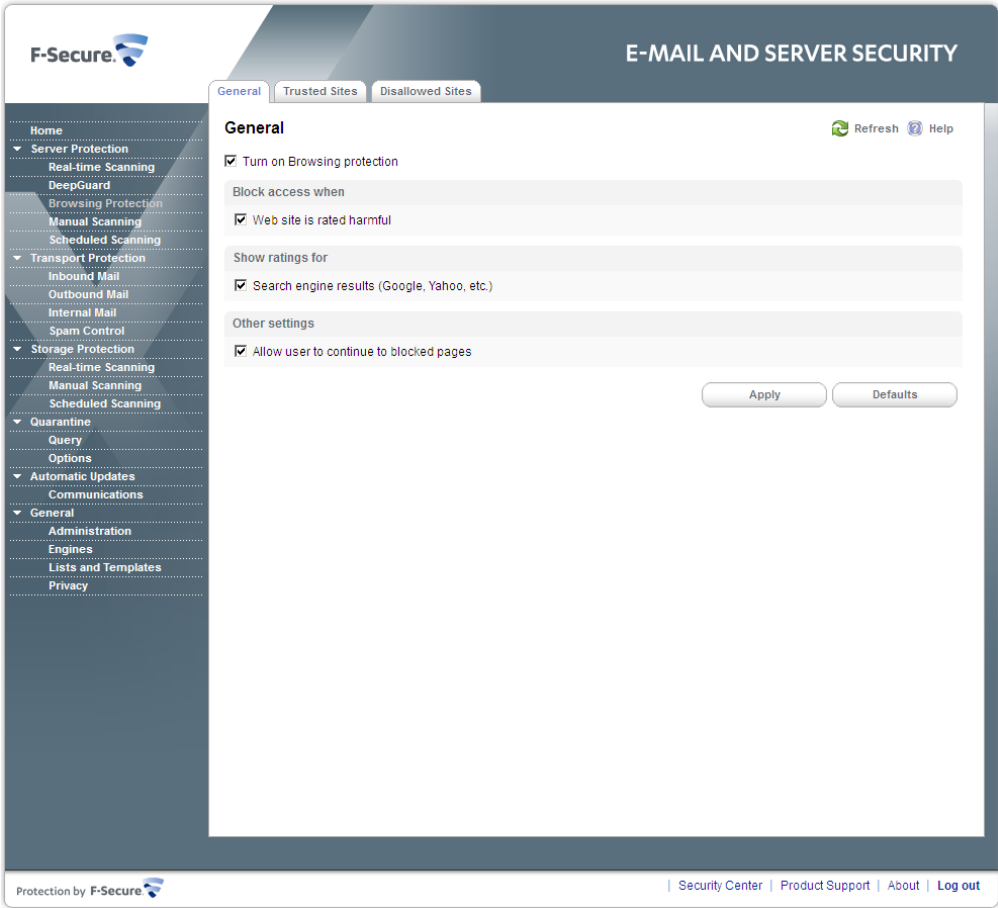 F-Secure.
E-MAIL AND SERVER SECURITY
General
Trusted Sites
Disallowed Sites
Home
Server Protection
Real-time Scanning
DeepGuard
Browsing Protection
Manual Scanning
Scheduled Scanning
Transport Protection
Inbound Mail
Outbound Mail
Internal Mail
Spam Control
Storage Protection
Real-time Scanning
Manual Scanning
Scheduled Scanning
Quarantine
Query
Options
Automatic Updates
Communications
General
Administration
Engines
Lists and Templates
Privacy
General
Refresh
? Help
Turn on Browsing protection
Block access when
Web site is rated harmful
Show ratings for
Search engine results (Google, Yahoo, etc.)
Other settings
Allow user to continue to blocked pages
Apply
Defaults
Protection by F-Secure.
| Security Center | Product Support | About | Log out